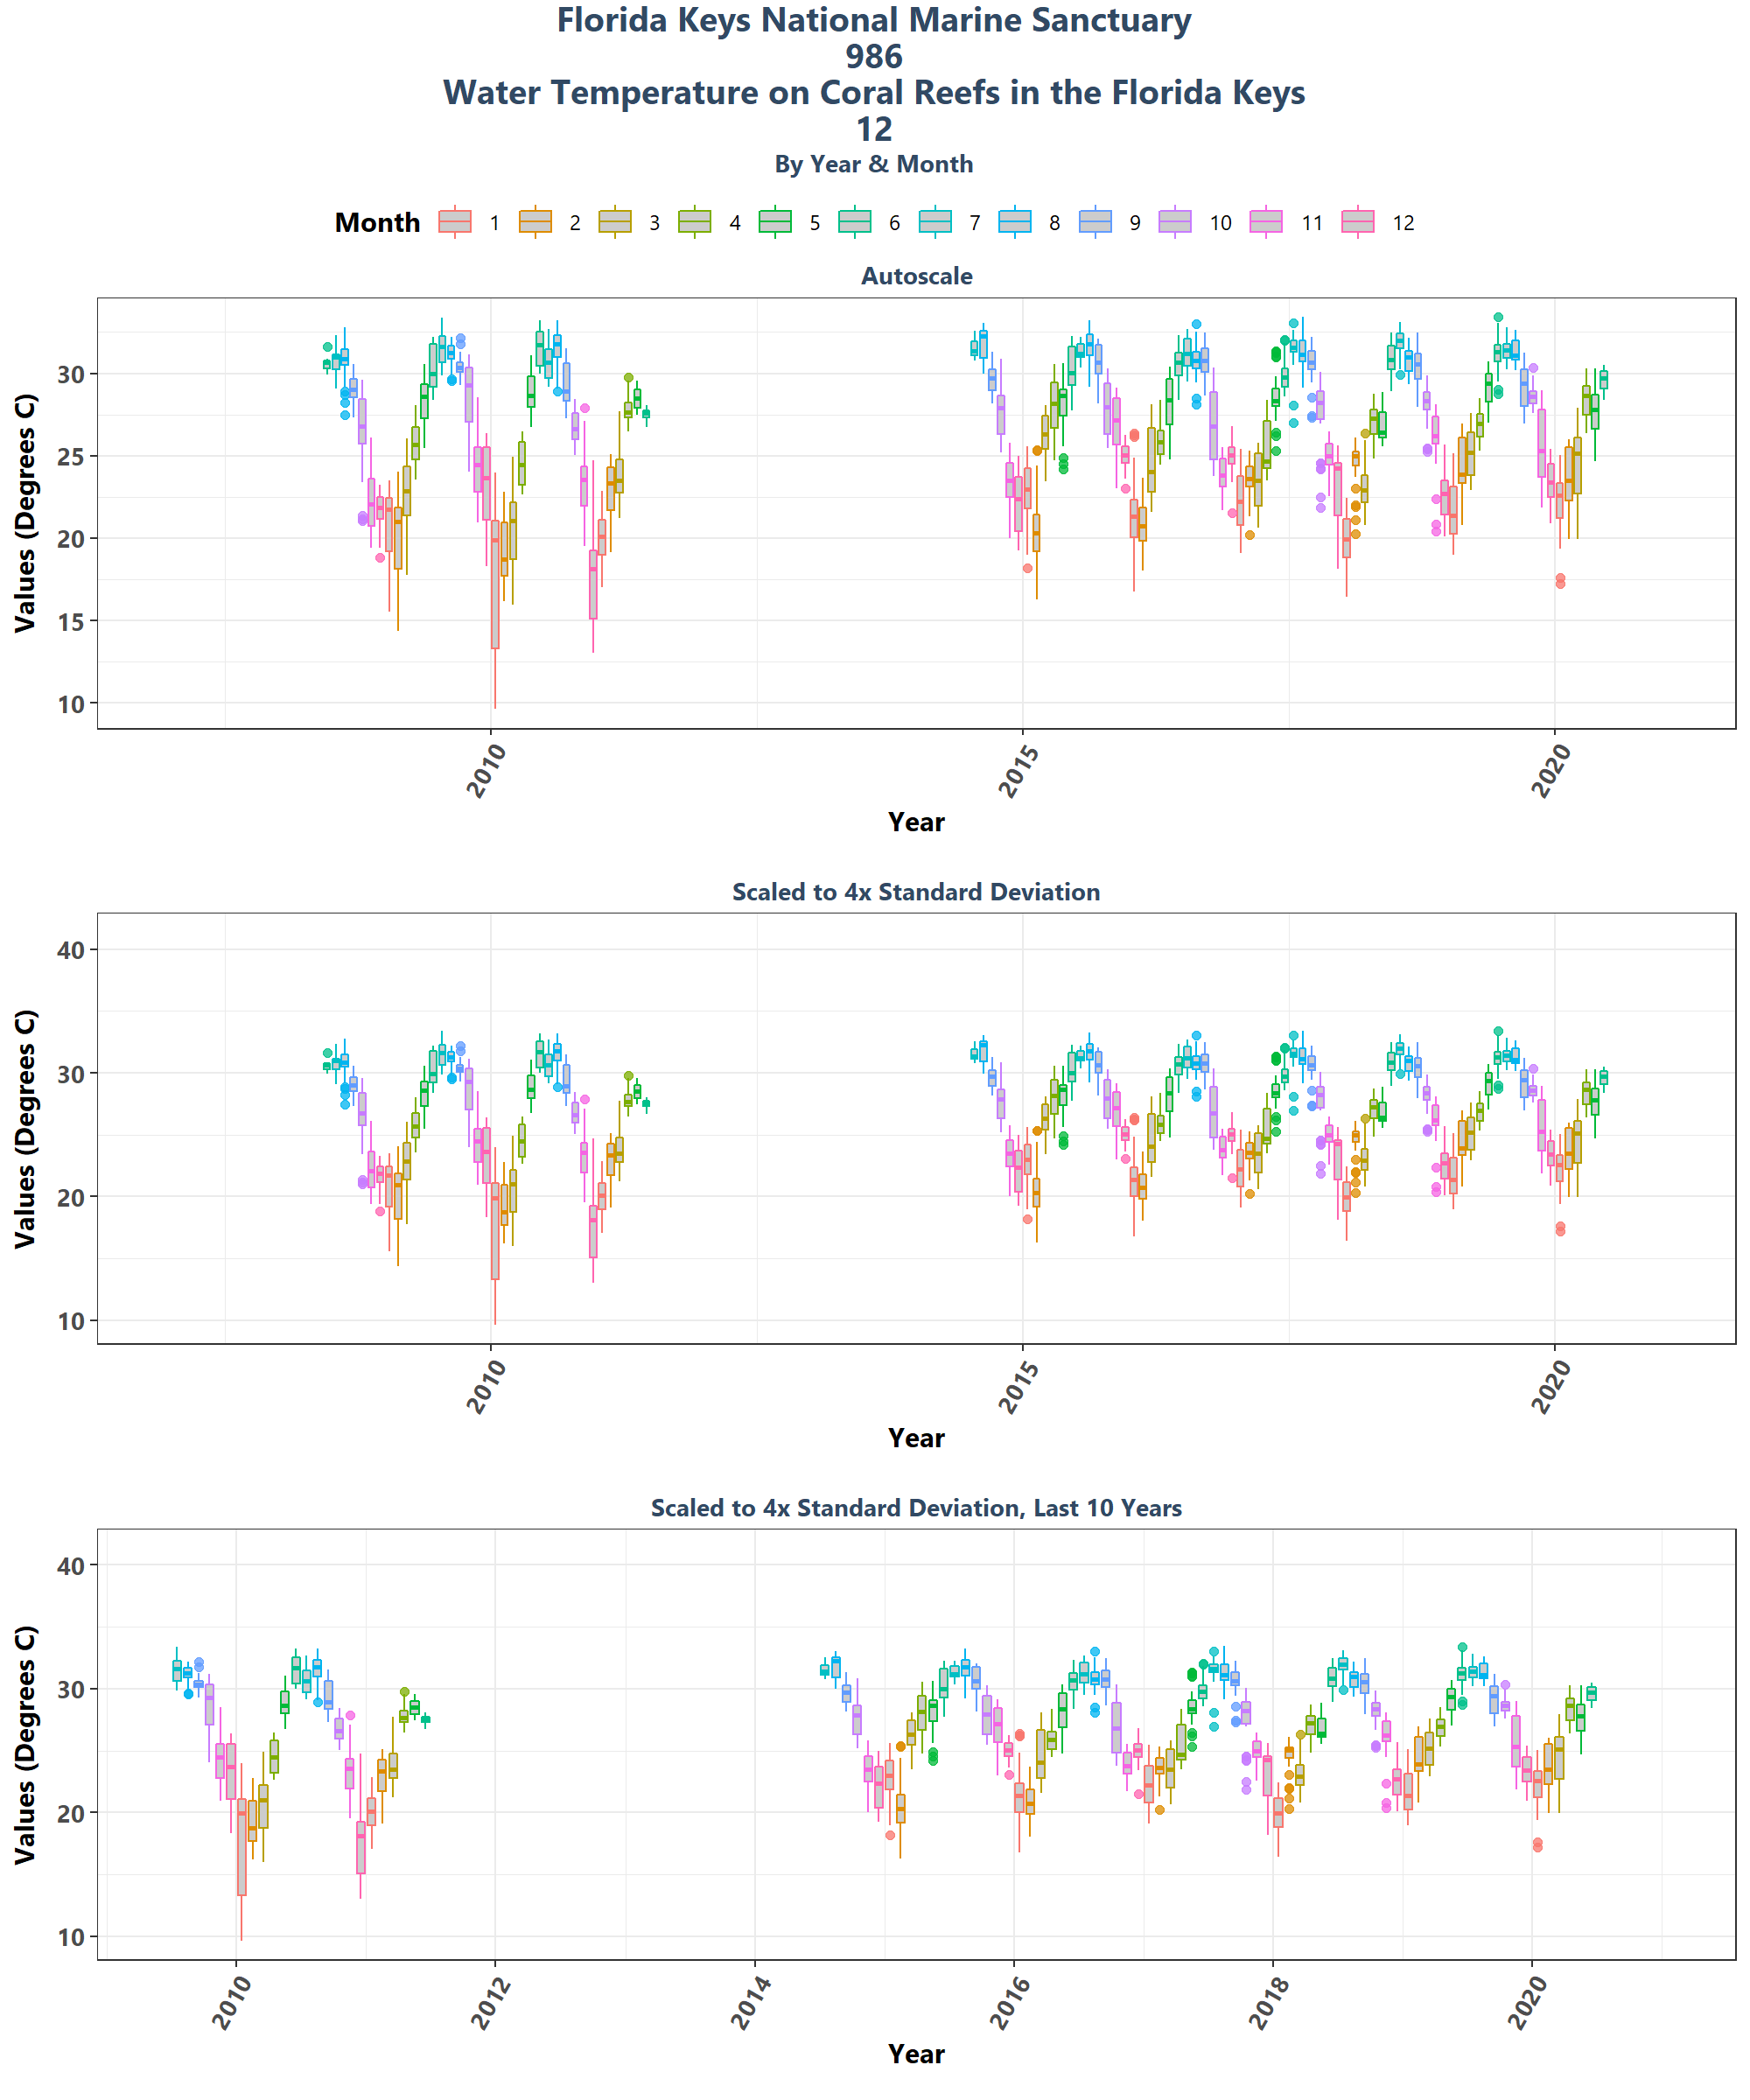 Florida Keys National Marine Sanctuary
986
Water Temperature on Coral Reefs in the Florida Keys
12
By Year & Month
Month 1 2 3 4 5 6 7 8 9 10 11 12
Autoscale
Values (Degrees C)
30
25
20
15
10
2010 2015 2020
Year
Scaled to 4x Standard Deviation
Values (Degrees C)
40
30
20
10
2010 2015 2020
Year
Scaled to 4x Standard Deviation, Last 10 Years
Values (Degrees C)
40
30
20
10
2010 2012 2014 2016 2018 2020
Year